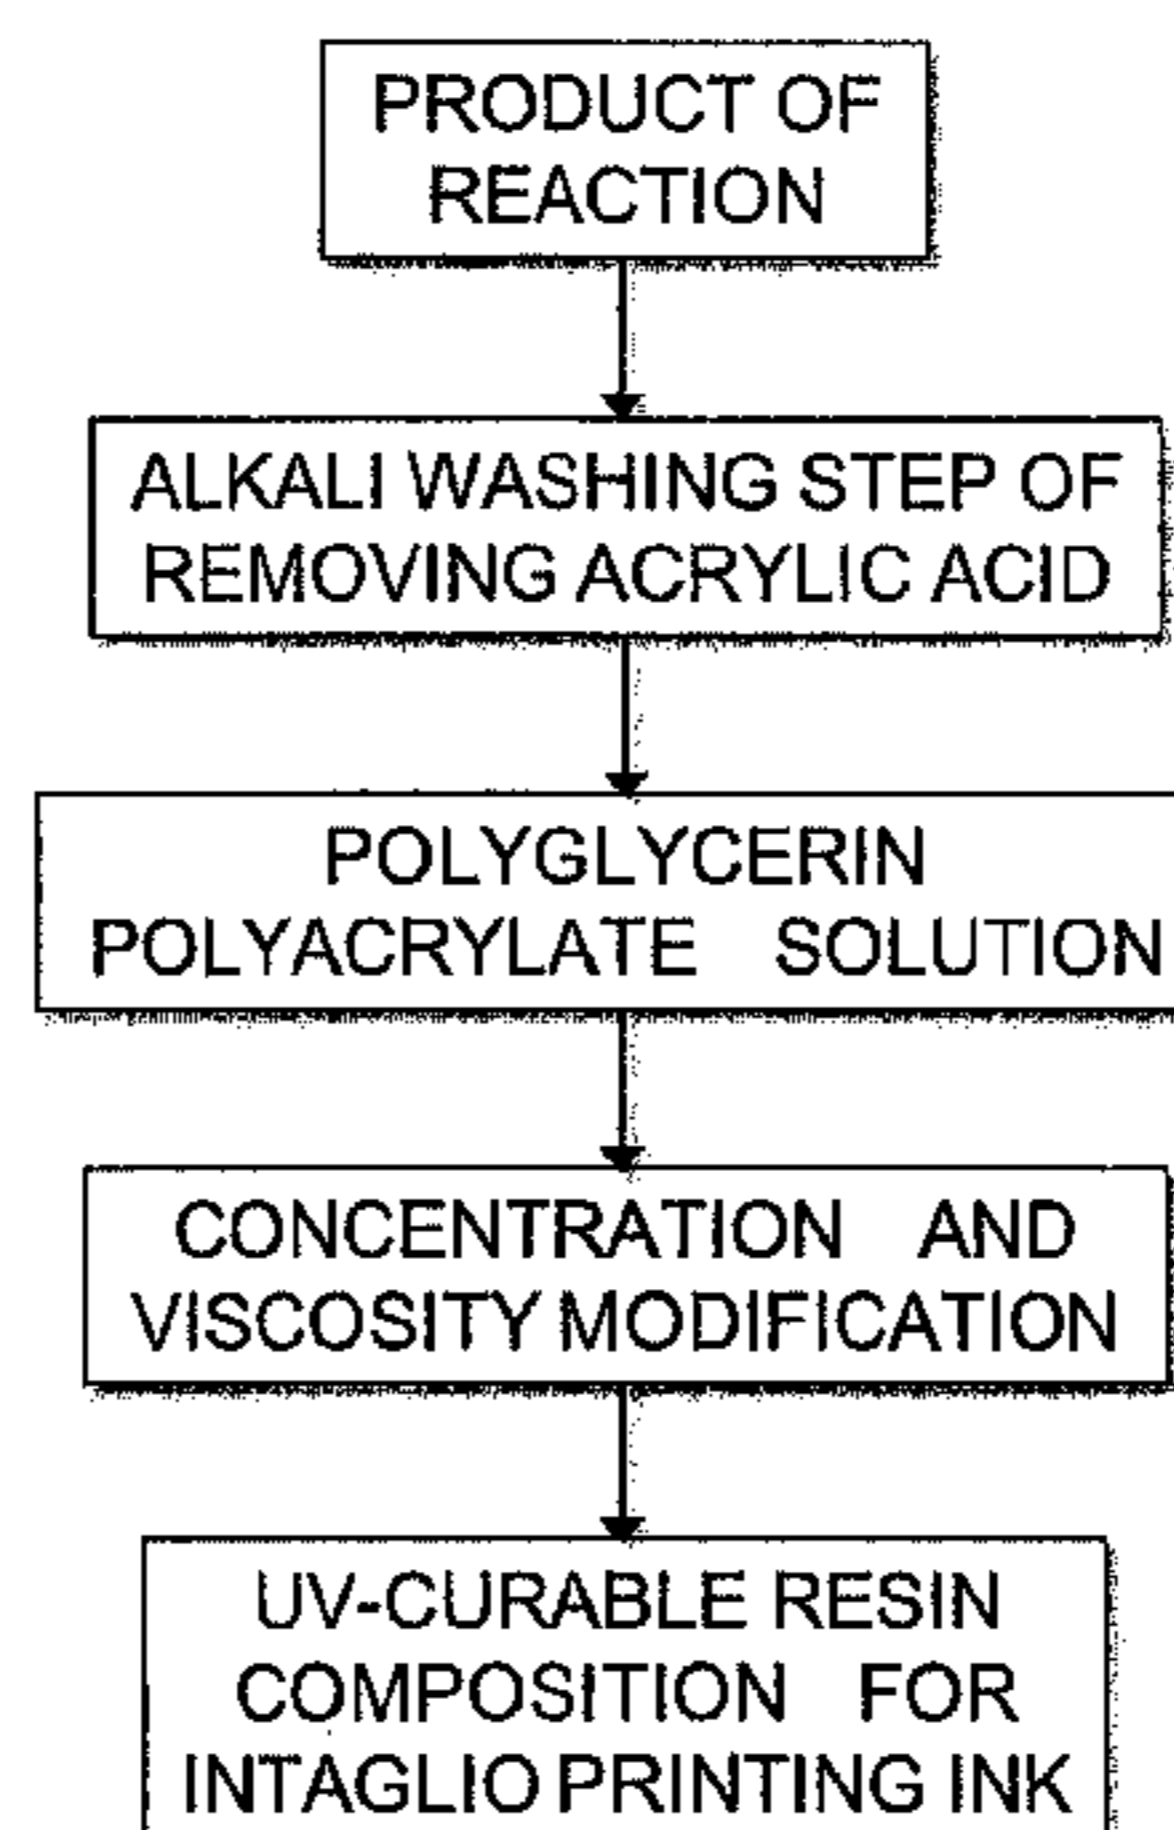 PRODUCT OF
REACTION
ALKALI WASHING STEP OF
REMOVING ACRYLIC ACID
POLYGLYCERIN
POLYACRYLATE SOLUTION
CONCENTRATION AND
VISCOSITY MODIFICATION
UV-CURABLE RESIN
COMPOSITION FOR
INTAGLIO PRINTING INK